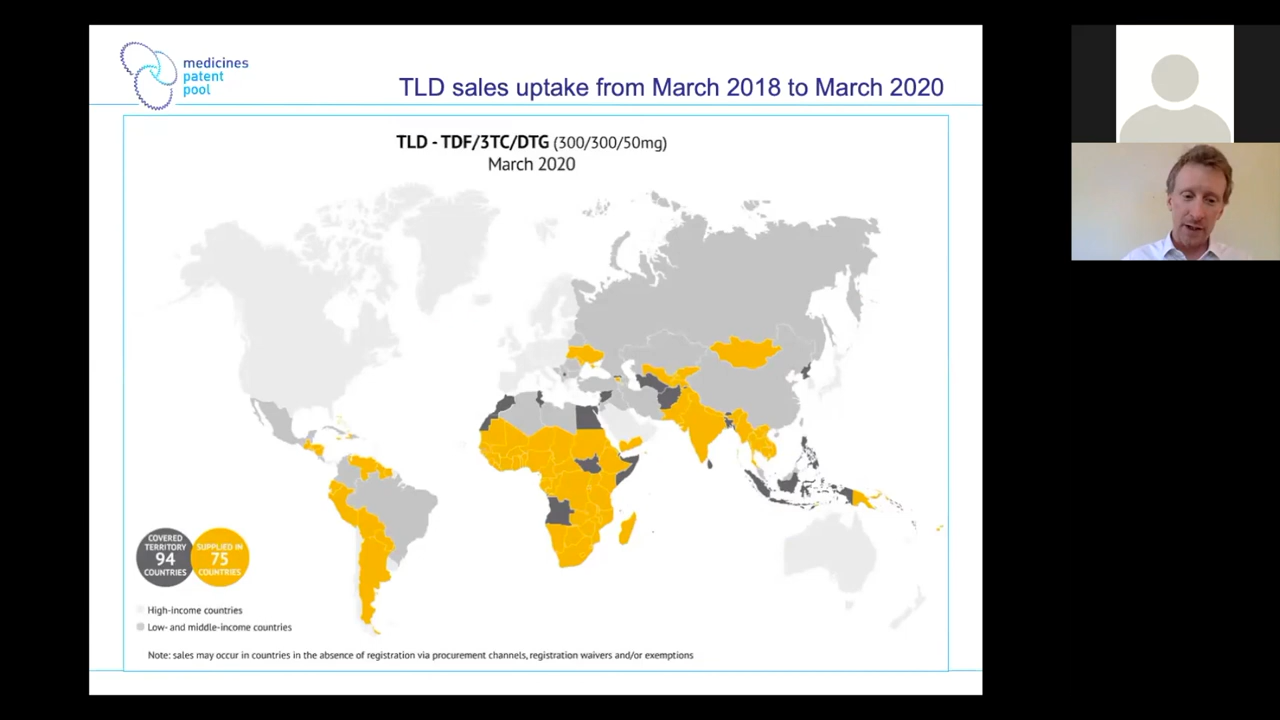 medicines
patent
pool
TLD sales uptake from March 2018 to March 2020
TLD - TDF/3TC/DTG (300/300/50mg)
March 2020
COVERED
TERRITORY
94
COUNTRIES
SUPPLIED IN
75
COUNTRIES
High-income countries
Low- and middle-income countries
Note: sales may occur in countries in the absence of registration via procurement channels, registration waivers and/or exemptions